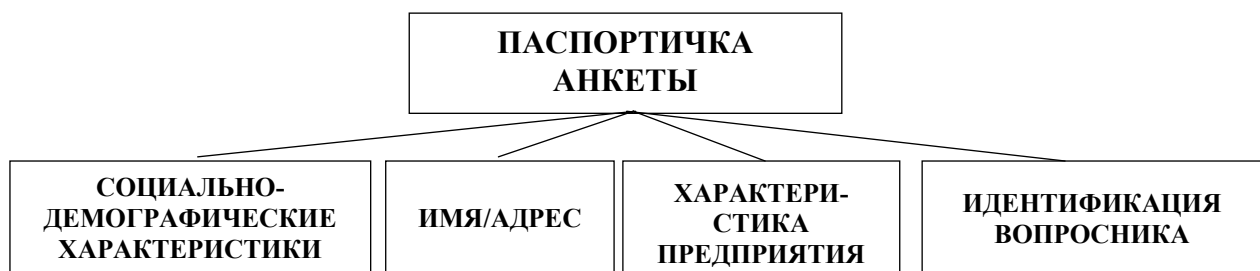 ПАСПОРТИЧКА
АНКЕТЫ
СОЦИАЛЬНО-
ДЕМОГРАФИЧЕСКИЕ
ХАРАКТЕРИСТИКИ
ИМЯ/АДРЕС
ХАРАКТЕРИ-
СТИКА
ПРЕДПРИЯТИЯ
ИДЕНТИФИКАЦИЯ
ВОПРОСНИКА